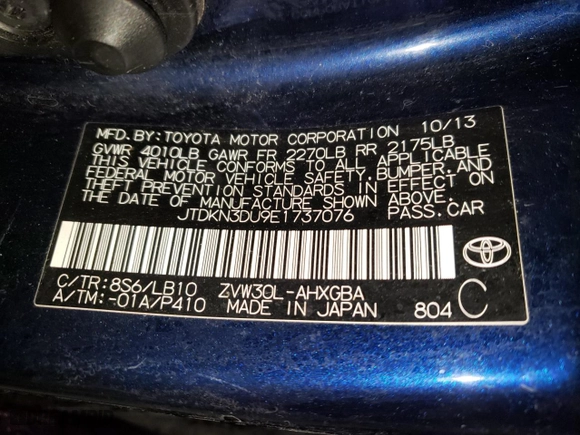 MFD. BY: TOYOTA MOTOR CORPORATION 10/13
GVWR 4010LB GAWR FR 2270LB RR 2175LB
THIS VEHICLE CONFORMS TO ALL APPLICABLE
FEDERAL MOTOR VEHICLE SAFETY, BUMPER, AND
THEFT PREVENTION STANDARDS IN EFFECT ON
THE DATE OF MANUFACTURE SHOWN ABOVE.
JTDKN3DU9E1737076 PASS. CAR
C/TR: 8S6/LB10 ZVW30L-AHXGBA
A/TM: -01A/P410 MADE IN JAPAN 804 C